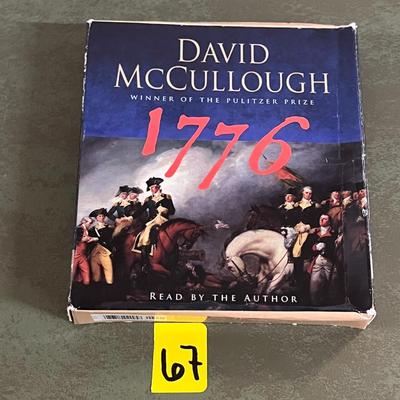 DAVID
MCCULLOUGH
WINNER OF THE PULITZER PRIZE
1776
READ BY THE AUTHOR
67